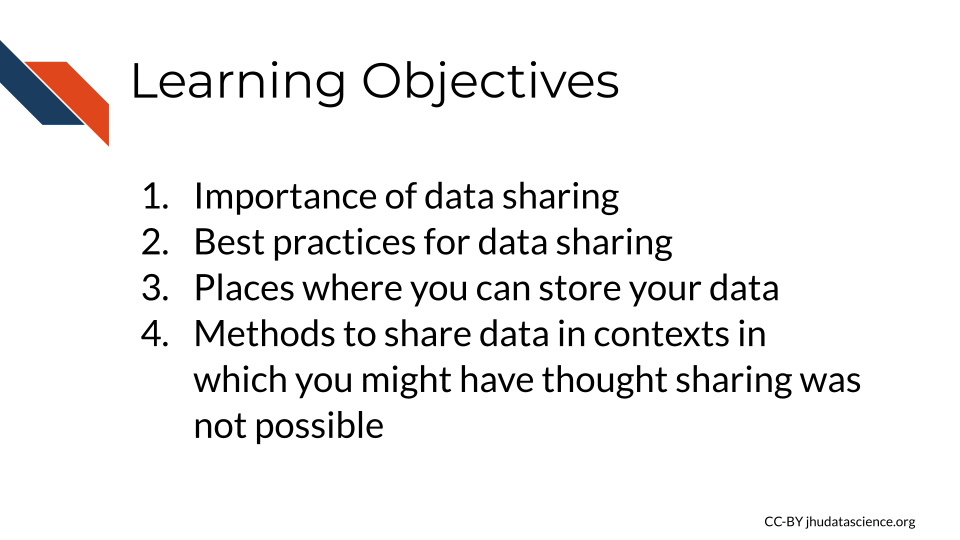 Learning Objectives
1. Importance of data sharing
2. Best practices for data sharing
3. Places where you can store your data
4. Methods to share data in contexts in
which you might have thought sharing was
not possible
CC-BY jhudatascience.org